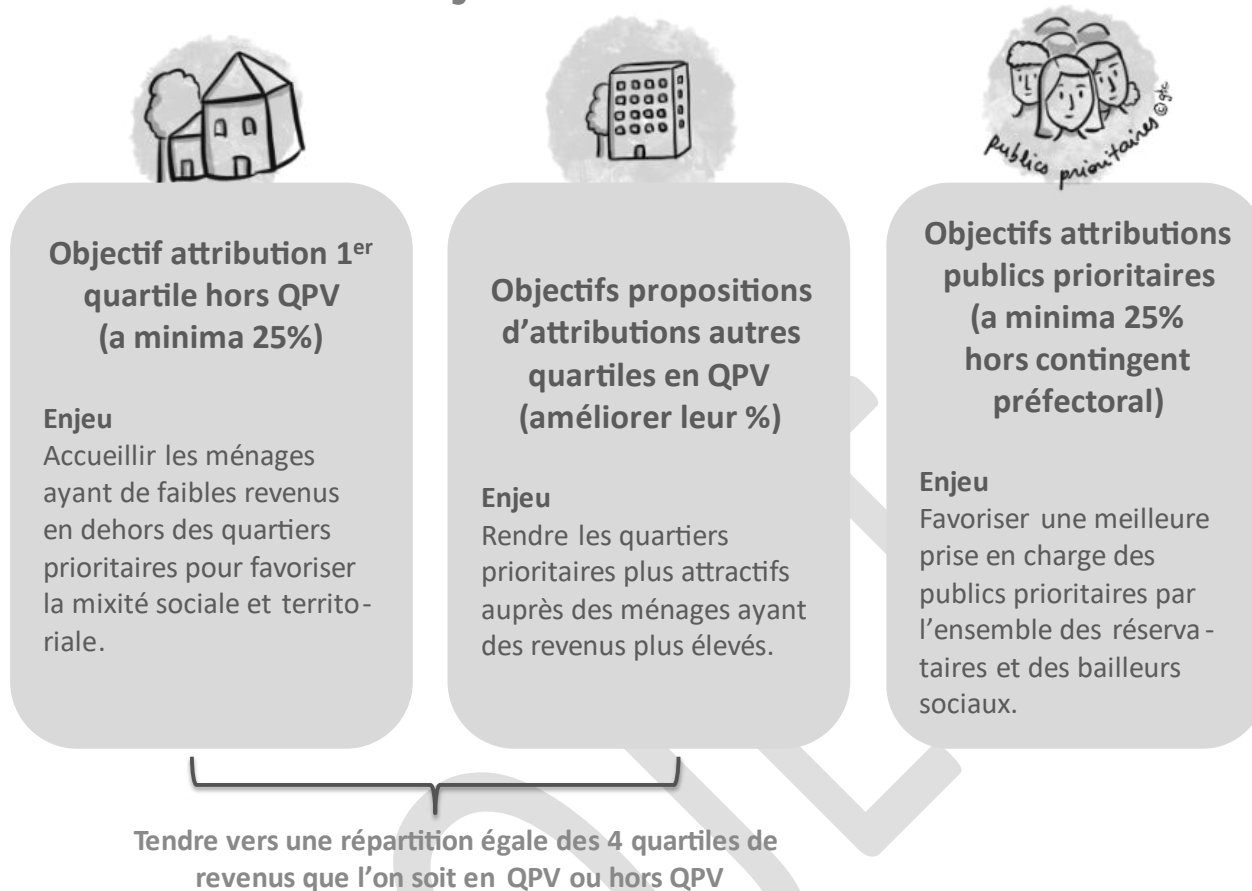 publics prioritaires ©gtc
Objectif attribution 1er
quartile hors QPV
(a minima 25%)
Enjeu
Accueillir les ménages
ayant de faibles revenus
en dehors des quartiers
prioritaires pour favoriser
la mixité sociale et territo-
riale.
Objectifs propositions
d’attributions autres
quartiles en QPV
(améliorer leur %)
Enjeu
Rendre les quartiers
prioritaires plus attractifs
auprès des ménages ayant
des revenus plus élevés.
Objectifs attributions
publics prioritaires
(a minima 25%
hors contingent
préfectoral)
Enjeu
Favoriser une meilleure
prise en charge des
publics prioritaires par
l’ensemble des réserva-
taires et des bailleurs
sociaux.
Tendre vers une répartition égale des 4 quartiles de
revenus que l’on soit en QPV ou hors QPV